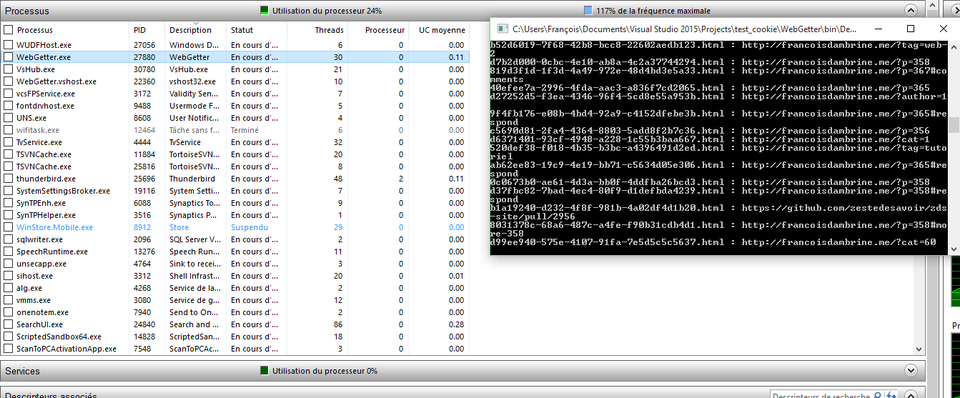 Processus
Utilisation du processeur 24%
117% de la fréquence maximale
Processus PID Description Statut Threads Processeur UC moyenne
WUDFHost.exe 27056 Windows D... En cours d'... 6 0 0.00
WebGetter.exe 27880 WebGetter En cours d'... 30 0 0.11
VsHub.exe 30780 VsHub.exe En cours d'... 21 0 0.00
WebGetter.vshost.exe 22360 vshost32.exe En cours d'... 10 0 0.00
vcsFPService.exe 3172 Validity Sen... En cours d'... 7 0 0.00
fontdrvhost.exe 9488 Usermode F... En cours d'... 5 0 0.00
UNS.exe 8608 User Notific... En cours d'... 4 0 0.00
wifitask.exe 12464 Tâche sans f... Terminé 6 0 0.00
TvService.exe 4444 TvService En cours d'... 32 0 0.00
TSVNCache.exe 11884 TortoiseSVN... En cours d'... 20 0 0.00
TSVNCache.exe 25816 TortoiseSVN... En cours d'... 8 0 0.00
thunderbird.exe 25696 Thunderbird En cours d'... 48 2 0.11
SystemSettingsBroker.exe 19116 System Setti... En cours d'... 7 0 0.00
SynTPEnh.exe 6088 Synaptics To... En cours d'... 9 0 0.00
SynTPHelper.exe 3516 Synaptics P... En cours d'... 1 0 0.00
WinStore.Mobile.exe 8912 Store Suspendu 29 0 0.00
sqlwriter.exe 2096 SQL Server V... En cours d'... 2 0 0.00
SpeechRuntime.exe 13276 Speech Run... En cours d'... 11 0 0.00
unsecapp.exe 4764 Sink to recei... En cours d'... 3 0 0.00
sihost.exe 3312 Shell Infrast... En cours d'... 20 0 0.01
alg.exe 4268 Service de la... En cours d'... 2 0 0.00
vmms.exe 3080 Service de g... En cours d'... 12 0 0.00
onenotem.exe 7940 Send to On... En cours d'... 2 0 0.00
SearchUI.exe 24840 Search and ... En cours d'... 86 0 0.28
ScriptedSandbox64.exe 14828 ScriptedSan... En cours d'... 18 0 0.00
ScanToPCActivationApp.exe 7548 ScanToPCAc... En cours d'... 3 0 0.00
Services
Utilisation du processeur 0%
Descripteurs associés
Descripteurs de recherche
C:\Users\François\Documents\Visual Studio 2015\Projects\test_cookie\WebGetter\bin\De...
b52d6019-7f68-42b8-bcc8-22602aedb123.html : http://francoisdambrine.me/?tag=web-
2
d7b2d000-0cbc-4e10-ab8a-4c2a37744294.html : http://francoisdambrine.me/?p=358
819d3f1d-1f3d-4a49-972e-48d4bd3e5a33.html : http://francoisdambrine.me/?p=367#co
mments
40efee7a-2996-4fda-aac3-a836f7cd2065.html : http://francoisdambrine.me/?p=365
d27252d5-f3ea-4346-96f4-5cd8e55a953b.html : http://francoisdambrine.me/?author=1
9f4fb176-e08b-4bd4-92a9-c4152dfebe3b.html : http://francoisdambrine.me/?p=365#re
spond
c5690d81-2fa4-4364-8803-5add8f2b7c36.html : http://francoisdambrine.me/?p=356
d6371401-93cf-4948-a228-1c55b3baa667.html : http://francoisdambrine.me/?cat=1
520def38-f018-4b35-b3bc-a4396491d2ed.html : http://francoisdambrine.me/?tag=tuto
riel
ab62ee83-19c9-4e19-bb71-c5634d05e306.html : http://francoisdambrine.me/?p=358#re
spond
0c0673b0-ae61-4d3a-bb0f-4ddfba26bcd3.html : http://francoisdambrine.me/?p=358
d37fbc82-7bad-4ec4-80f9-d1defbda4239.html : http://francoisdambrine.me/?p=358#re
spond
b1a19240-d232-4f8f-981b-4a02df4d1b20.html : https://github.com/zestedesavoir/zds
-site/pull/2956
8031378c-68a6-487c-a4fe-f90b31cdb4d1.html : http://francoisdambrine.me/?p=358#mo
re-358
d99ee940-575e-4107-91fa-7e5d5c5c5637.html : http://francoisdambrine.me/?cat=60